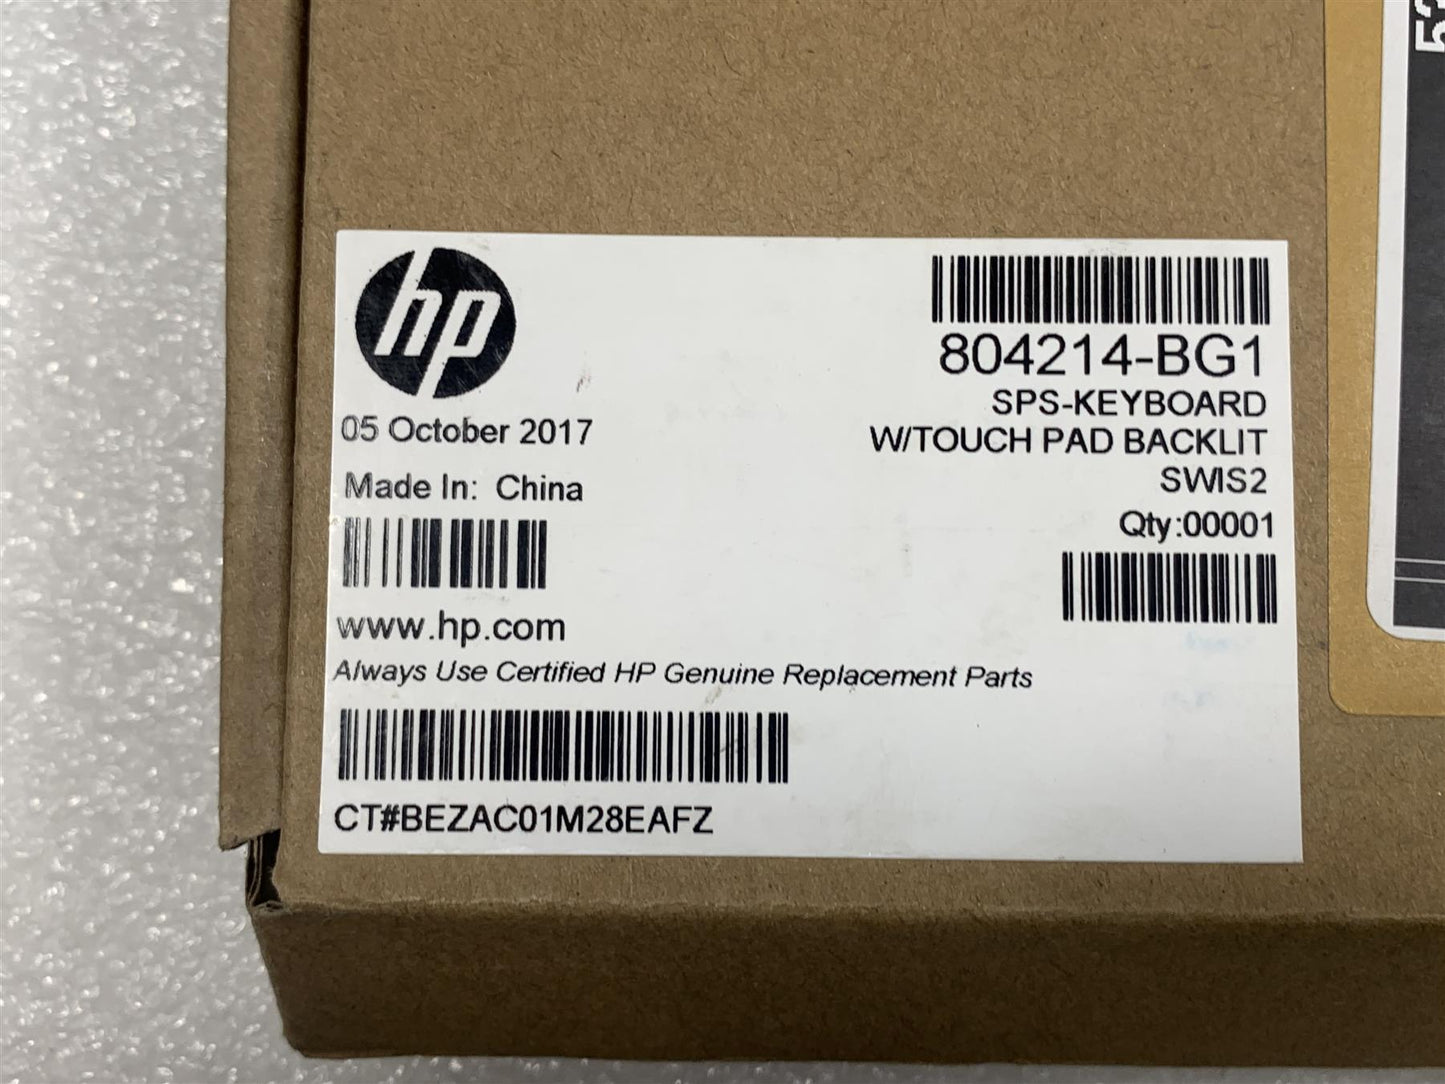 hp
804214-BG1
SPS-KEYBOARD
W/TOUCH PAD BACKLIT
SWIS2
Qty:00001
05 October 2017
Made In: China
www.hp.com
Always Use Certified HP Genuine Replacement Parts
CT#BEZAC01M28EAFZ